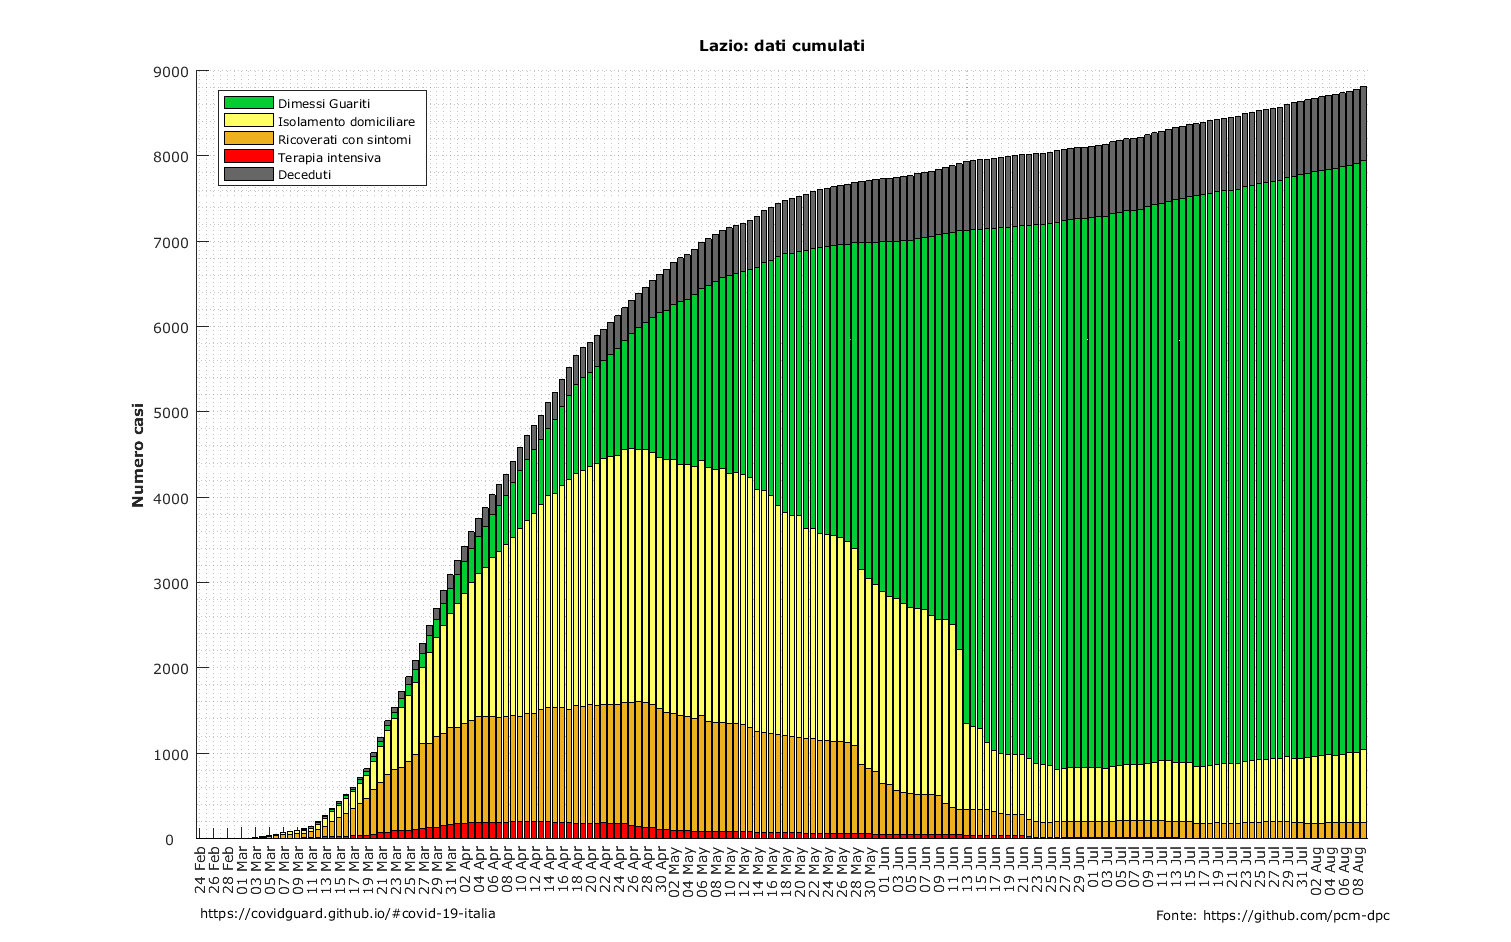 Lazio: dati cumulati
9000
8000
7000
6000
5000
4000
3000
2000
1000
0
Numero casi
Dimessi Guariti
Isolamento domiciliare
Ricoverati con sintomi
Terapia intensiva
Deceduti
24 Feb
26 Feb
28 Feb
01 Mar
03 Mar
05 Mar
07 Mar
09 Mar
11 Mar
13 Mar
15 Mar
17 Mar
19 Mar
21 Mar
23 Mar
25 Mar
27 Mar
29 Mar
31 Mar
02 Apr
04 Apr
06 Apr
08 Apr
10 Apr
12 Apr
14 Apr
16 Apr
18 Apr
20 Apr
22 Apr
24 Apr
26 Apr
28 Apr
30 Apr
02 May
04 May
06 May
08 May
10 May
12 May
14 May
16 May
18 May
20 May
22 May
24 May
26 May
28 May
30 May
01 Jun
03 Jun
05 Jun
07 Jun
09 Jun
11 Jun
13 Jun
15 Jun
17 Jun
19 Jun
21 Jun
23 Jun
25 Jun
27 Jun
29 Jun
01 Jul
03 Jul
05 Jul
07 Jul
09 Jul
11 Jul
13 Jul
15 Jul
17 Jul
19 Jul
21 Jul
23 Jul
25 Jul
27 Jul
29 Jul
31 Jul
02 Aug
04 Aug
06 Aug
08 Aug
https://covidguard.github.io/#covid-19-italia
Fonte: https://github.com/pcm-dpc